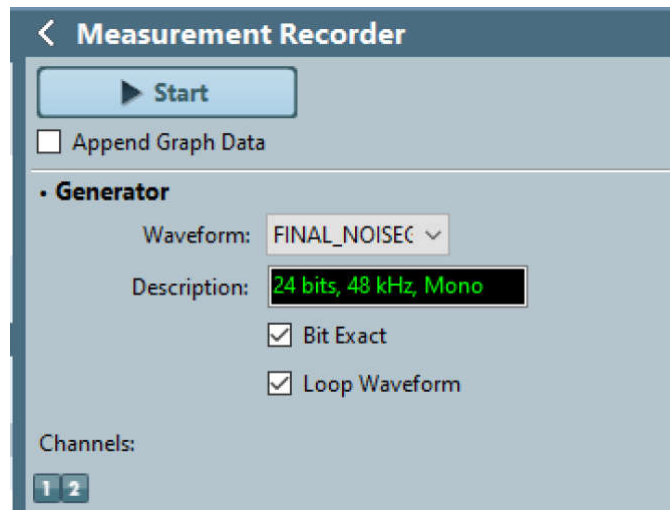 Measurement Recorder
Start
Append Graph Data
Generator
Waveform: FINAL_NOISE
Description: 24 bits, 48 kHz, Mono
Bit Exact
Loop Waveform
Channels:
1 2